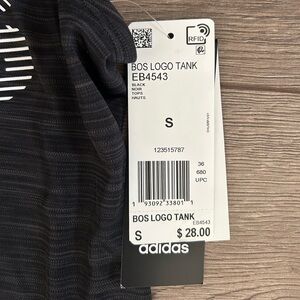 RFID
BOS LOGO TANK
EB4543
BLACK
NOIR
TOPS
HAUTS
S
123515787
36
680
UPC
1 93092 33801 1
BOS LOGO TANK
EB4543
S $ 28.00
adidas